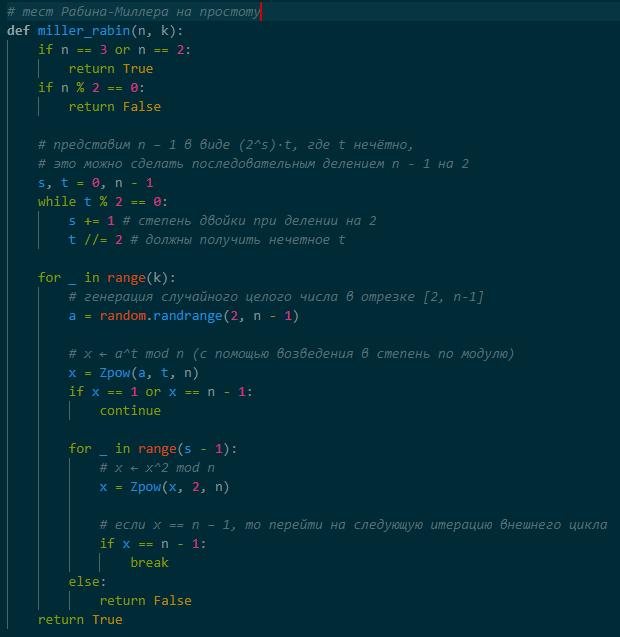 # тест Рабина-Миллера на простоту
def miller_rabin(n, k):
    if n == 3 or n == 2:
        return True
    if n % 2 == 0:
        return False

    # представим n – 1 в виде (2^s)·t, где t нечётно,
    # это можно сделать последовательным делением n - 1 на 2
    s, t = 0, n - 1
    while t % 2 == 0:
        s += 1 # степень двойки при делении на 2
        t //= 2 # должны получить нечетное t

    for _ in range(k):
        # генерация случайного целого числа в отрезке [2, n-1]
        a = random.randrange(2, n - 1)

        # x ← a^t mod n (с помощью возведения в степень по модулю)
        x = Zpow(a, t, n)
        if x == 1 or x == n - 1:
            continue

        for _ in range(s - 1):
            # x ← x^2 mod n
            x = Zpow(x, 2, n)

            # если x == n – 1, то перейти на следующую итерацию внешнего цикла
            if x == n - 1:
                break
        else:
            return False
    return True